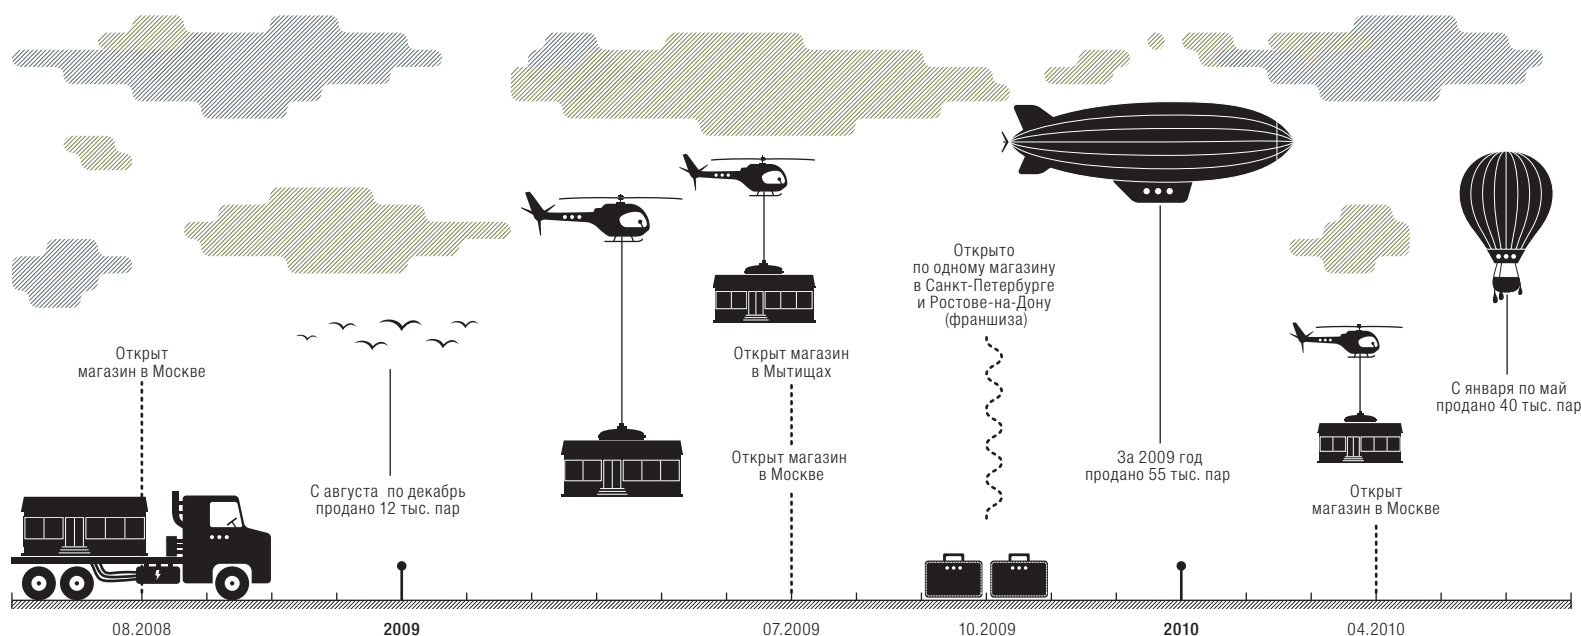 Открыт
магазин в Москве
С августа по декабрь
продано 12 тыс. пар
Открыт магазин
в Мытищах
Открыт магазин
в Москве
Открыто
по одному магазину
в Санкт-Петербурге
и Ростове-на-Дону
(франшиза)
За 2009 год
продано 55 тыс. пар
Открыт
магазин в Москве
С января по май
продано 40 тыс. пар
08.2008
2009
07.2009
10.2009
2010
04.2010